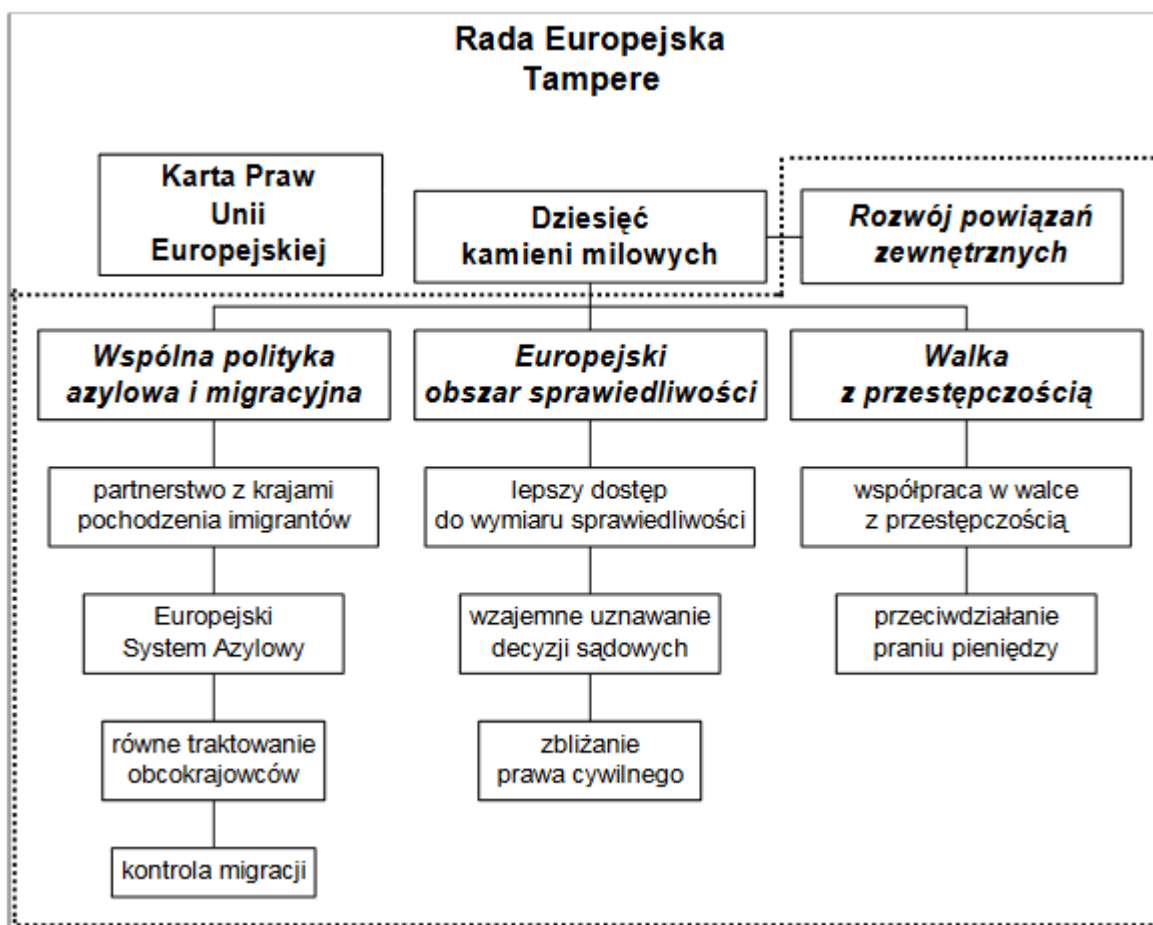 Rada Europejska
Tampere
Karta Praw
Unii
Europejskiej
Dziesięć
kamieni milowych
Rozwój powiązań
zewnętrznych
Wspólna polityka
azylowa i migracyjna
Europejski
obszar sprawiedliwości
Walka
z przestępczością
partnerstwo z krajami
pochodzenia imigrantów
lepszy dostęp
do wymiaru sprawiedliwości
współpraca w walce
z przestępczością
Europejski
System Azylowy
wzajemne uznawanie
decyzji sądowych
przeciwdziałanie
praniu pieniędzy
równe traktowanie
obcokrajowców
zbliżanie
prawa cywilnego
kontrola migracji